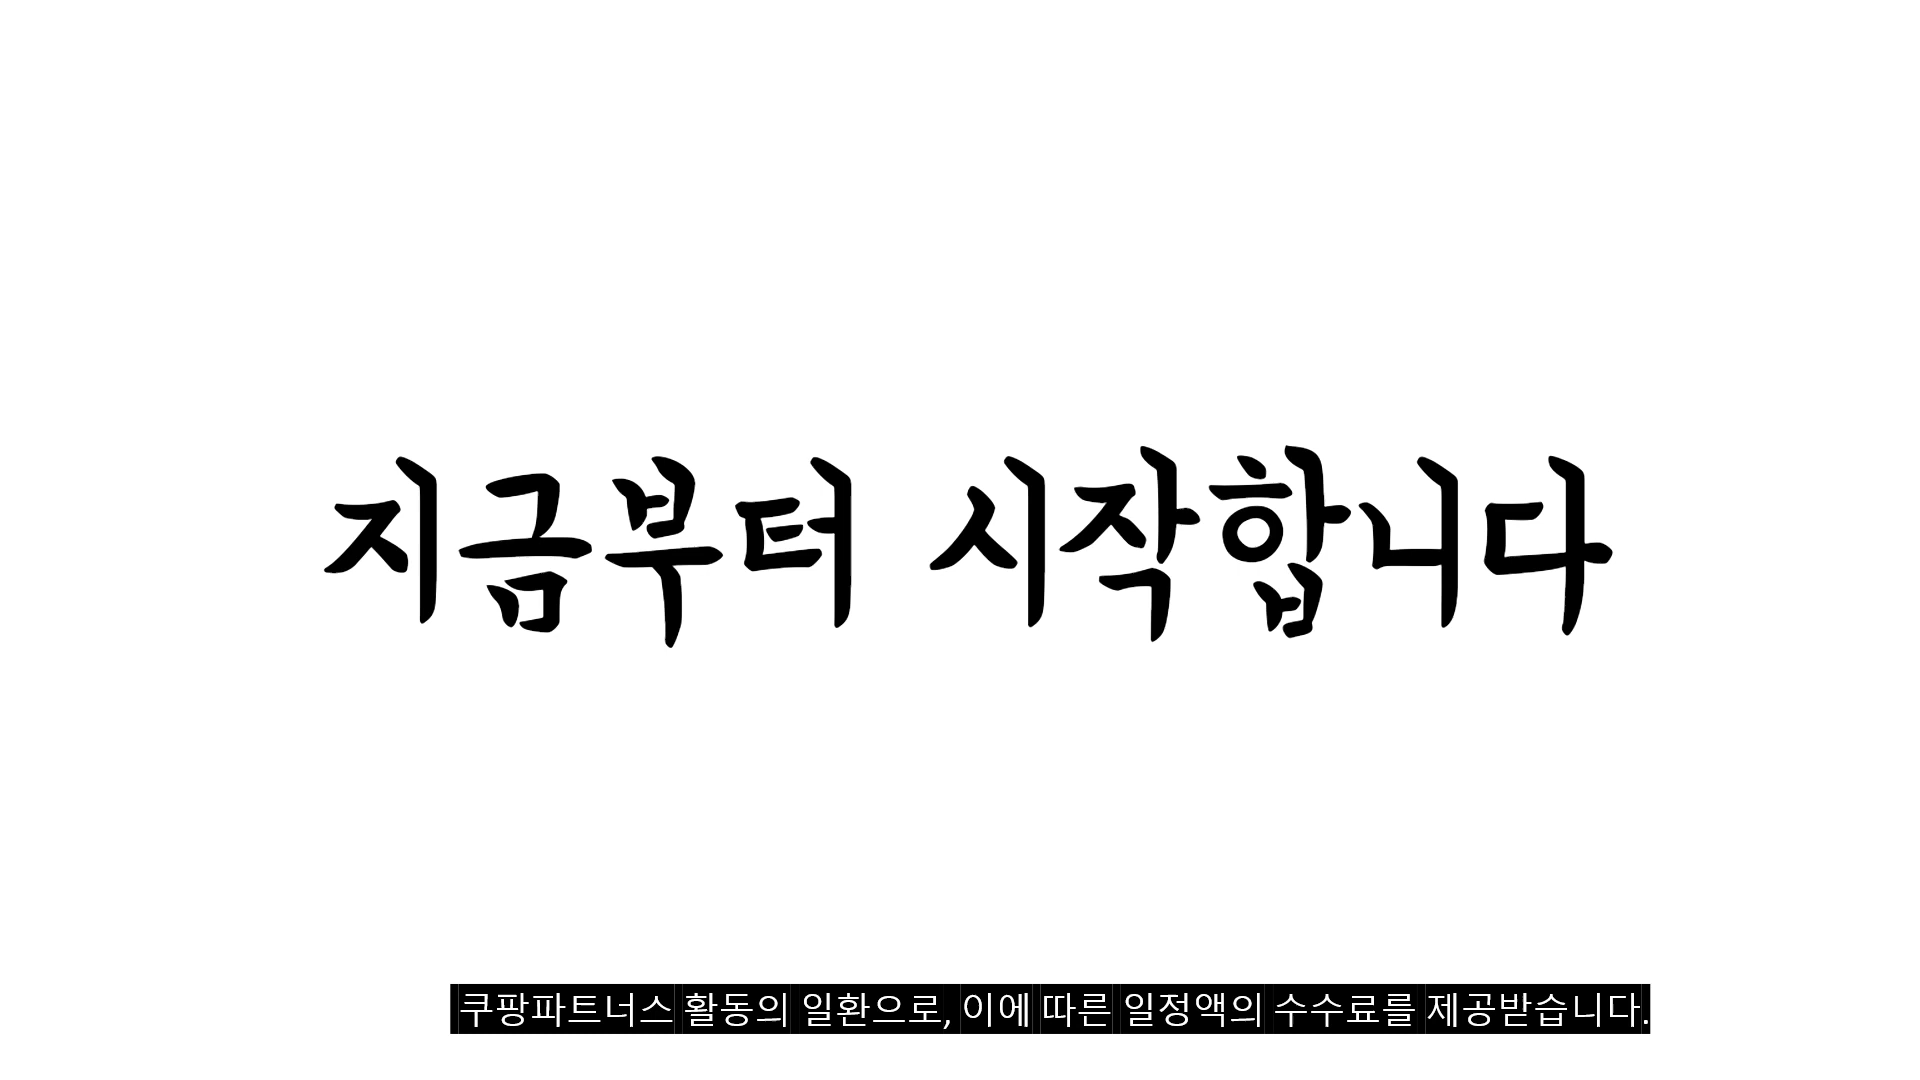 지금부터 시작합니다
쿠팡파트너스 활동의 일환으로, 이에 따른 일정액의 수수료를 제공받습니다.